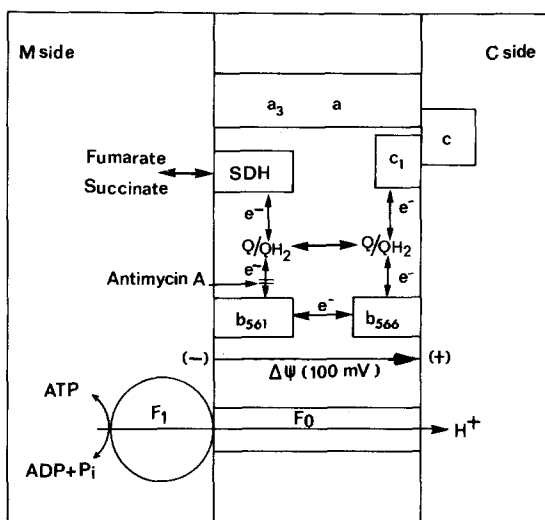 M side
C side
a₃ a
c
Fumarate
Succinate
SDH
c₁
e⁻ e⁻
Q/QH₂ Q/QH₂
Antimycin A
e⁻ e⁻
b₅₆₁ e⁻ b₅₆₆
(−) Δψ (100 mV) (+)
ATP
F₁ F₀ H⁺
ADP+Pi